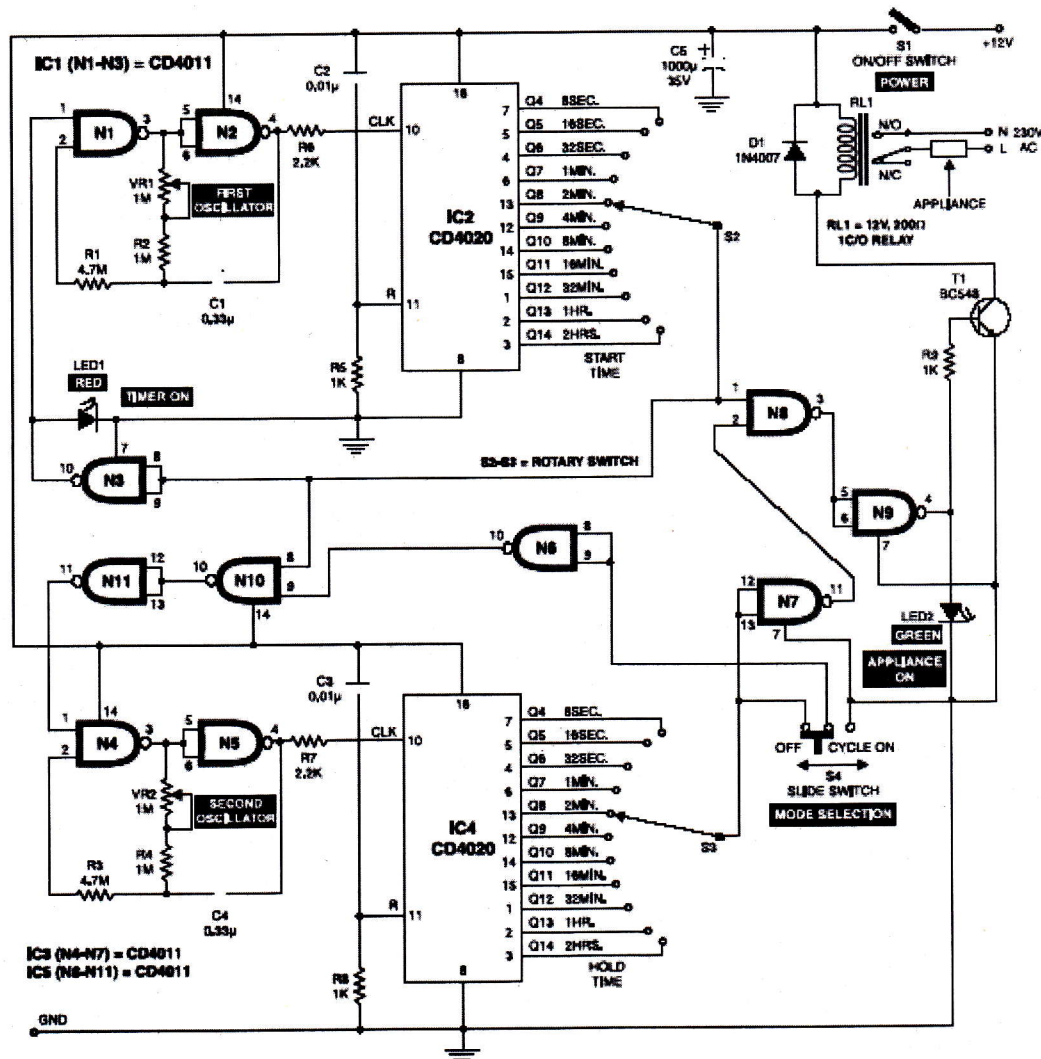 IC1 (N1-N3) = CD4011
C2
0.01µ
C5
1000µ
35V
+
S1
ON/OFF SWITCH
POWER
+12V
1
2
N1
3
5
6
14
N2
4
R6
2.2K
CLK
10
16
IC2
CD4020
7
Q4
8SEC.
5
Q5
16SEC.
4
Q6
32SEC.
6
Q7
1MIN.
13
Q8
2MIN.
12
Q9
4MIN.
14
Q10
8MIN.
15
Q11
16MIN.
1
Q12
32MIN.
2
Q13
1HR.
3
Q14
2HRS.
START
TIME
R
11
8
S2
D1
1N4007
RL1
N/O
N/C
N 230V
L AC
APPLIANCE
RL1 = 12V, 200Ω
1C/O RELAY
VR1
1M
FIRST
OSCILLATOR
R2
1M
R1
4.7M
C1
0.33µ
T1
BC548
R9
1K
R5
1K
LED1
RED
TIMER ON
10
N3
7
8
9
S2-S3 = ROTARY SWITCH
1
2
N8
3
5
6
N9
4
7
11
N11
12
13
10
N10
8
9
14
10
N6
8
9
12
13
N7
11
7
LED2
GREEN
APPLIANCE
ON
C3
0.01µ
1
2
14
N4
3
5
6
N5
4
R7
2.2K
CLK
10
16
IC4
CD4020
7
Q4
8SEC.
5
Q5
16SEC.
4
Q6
32SEC.
6
Q7
1MIN.
13
Q8
2MIN.
12
Q9
4MIN.
14
Q10
8MIN.
15
Q11
16MIN.
1
Q12
32MIN.
2
Q13
1HR.
3
Q14
2HRS.
HOLD
TIME
R
11
8
S3
OFF
CYCLE ON
S4
SLIDE SWITCH
MODE SELECTION
VR2
1M
SECOND
OSCILLATOR
R4
1M
R3
4.7M
C4
0.33µ
R8
1K
IC3 (N4-N7) = CD4011
IC5 (N8-N11) = CD4011
GND